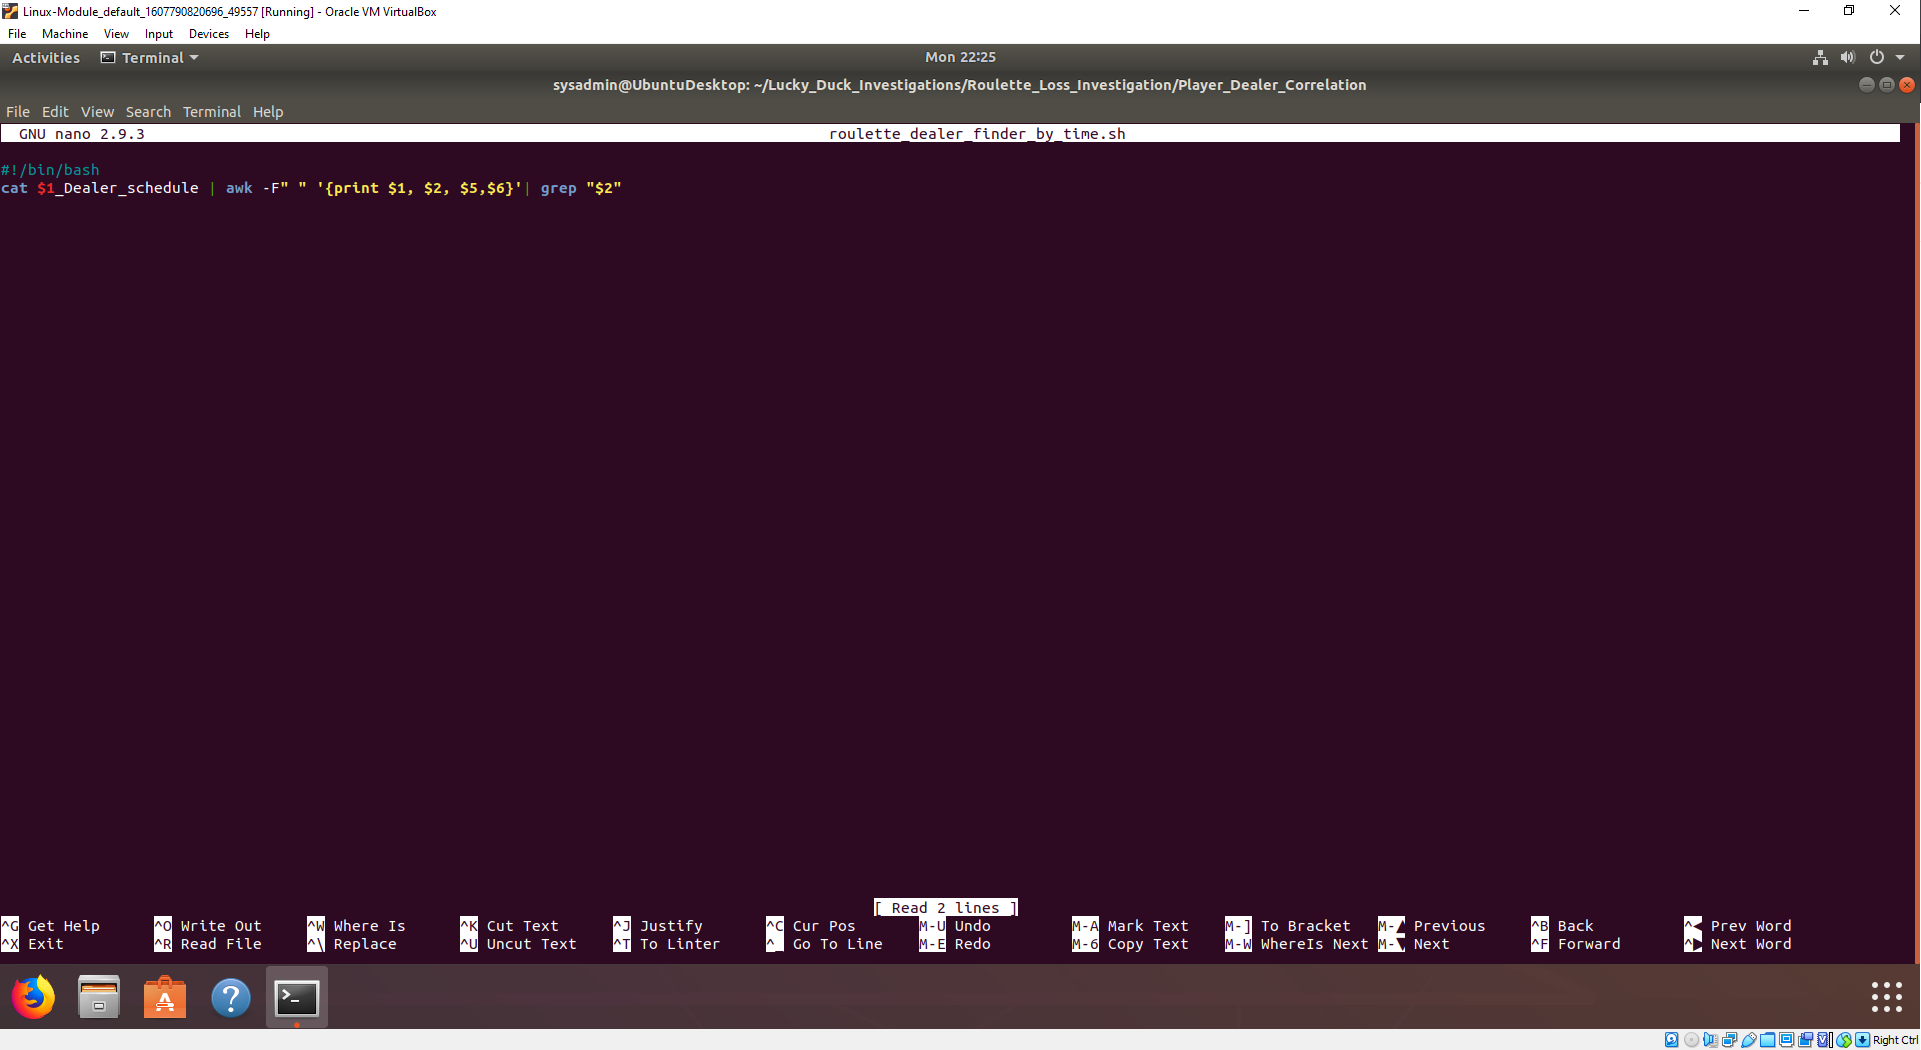 Linux-Module_default_1607790820696_49557 [Running] - Oracle VM VirtualBox
File Machine View Input Devices Help
Activities Terminal Mon 22:25
sysadmin@UbuntuDesktop: ~/Lucky_Duck_Investigations/Roulette_Loss_Investigation/Player_Dealer_Correlation
File Edit View Search Terminal Help
GNU nano 2.9.3 roulette_dealer_finder_by_time.sh
#!/bin/bash
cat $1_Dealer_schedule | awk -F" " '{print $1, $2, $5,$6}'| grep "$2"
[ Read 2 lines ]
^G Get Help ^O Write Out ^W Where Is ^K Cut Text ^J Justify ^C Cur Pos M-U Undo M-A Mark Text M-] To Bracket M-▲ Previous ^B Back ^◀ Prev Word
^X Exit ^R Read File ^\ Replace ^U Uncut Text ^T To Linter ^_ Go To Line M-E Redo M-6 Copy Text M-W WhereIs Next M-▼ Next ^F Forward ^▶ Next Word
Right Ctrl